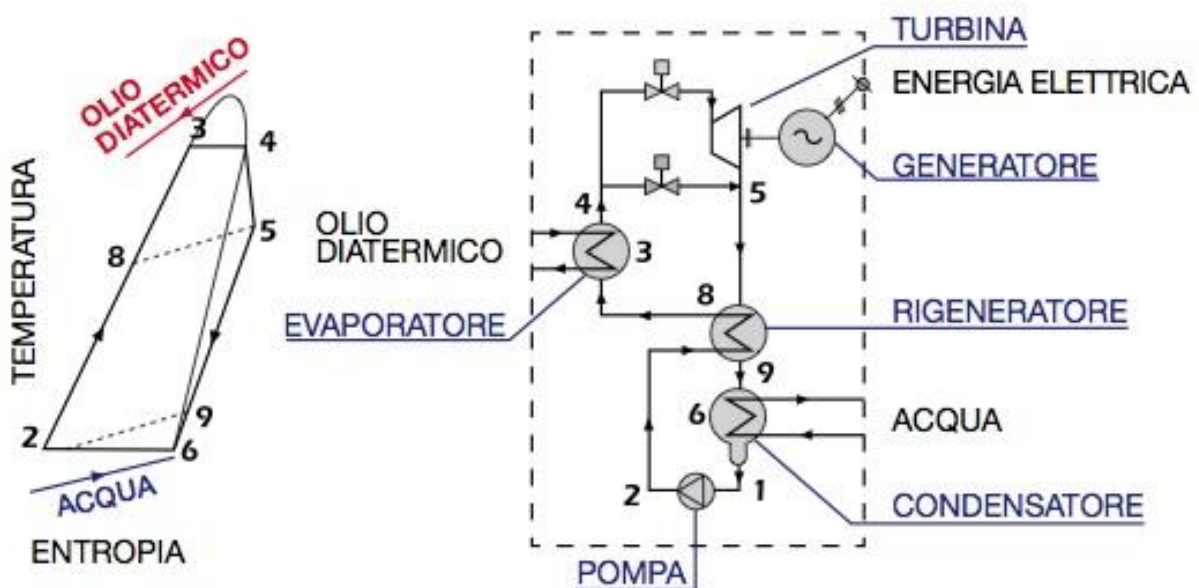 OLIO
DIATERMICO
3
4
5
8
9
2
6
TEMPERATURA
ACQUA
ENTROPIA
TURBINA
ENERGIA ELETTRICA
GENERATORE
5
4
OLIO
DIATERMICO
3
EVAPORATORE
8
RIGENERATORE
9
6
ACQUA
2
1
CONDENSATORE
POMPA